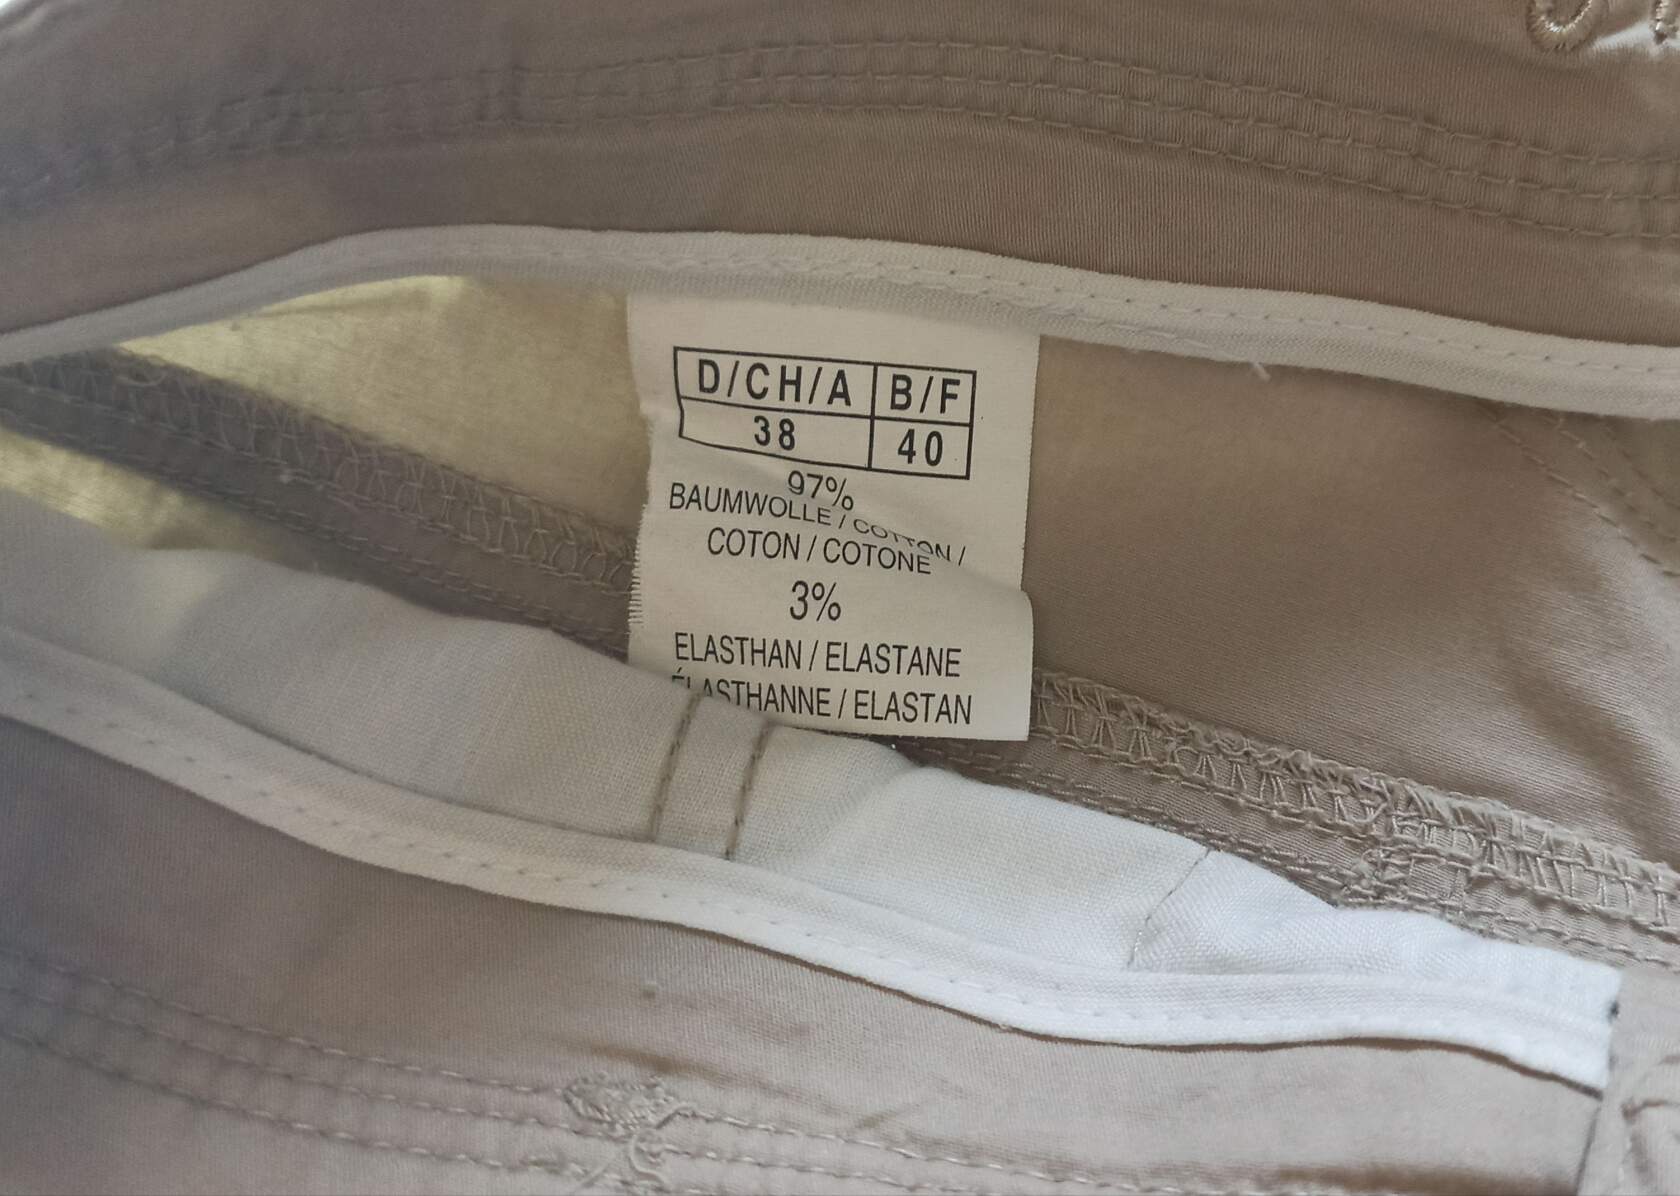 D/CH/A B/F
38 40
97%
BAUMWOLLE / COTTON /
COTON / COTONE
3%
ELASTHAN / ELASTANE
ÉLASTHANNE / ELASTAN